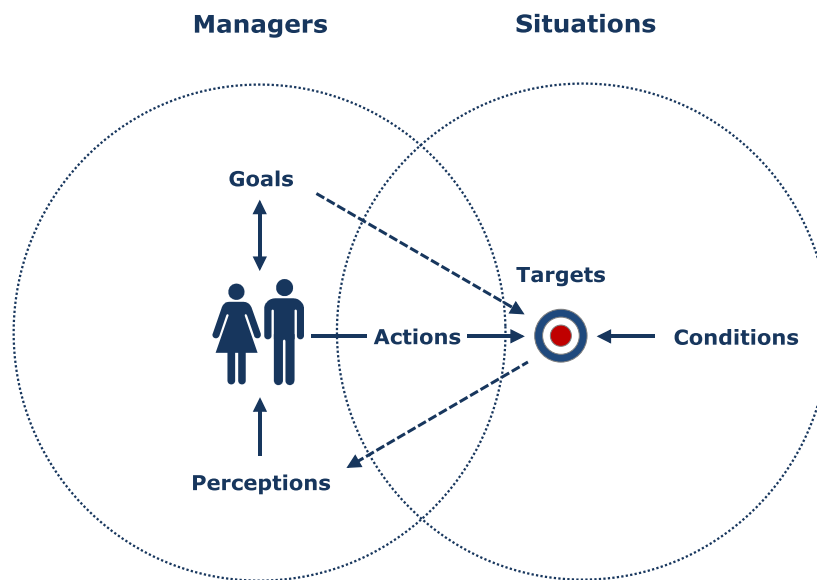 Managers
Situations
Goals
Targets
Actions
Conditions
Perceptions